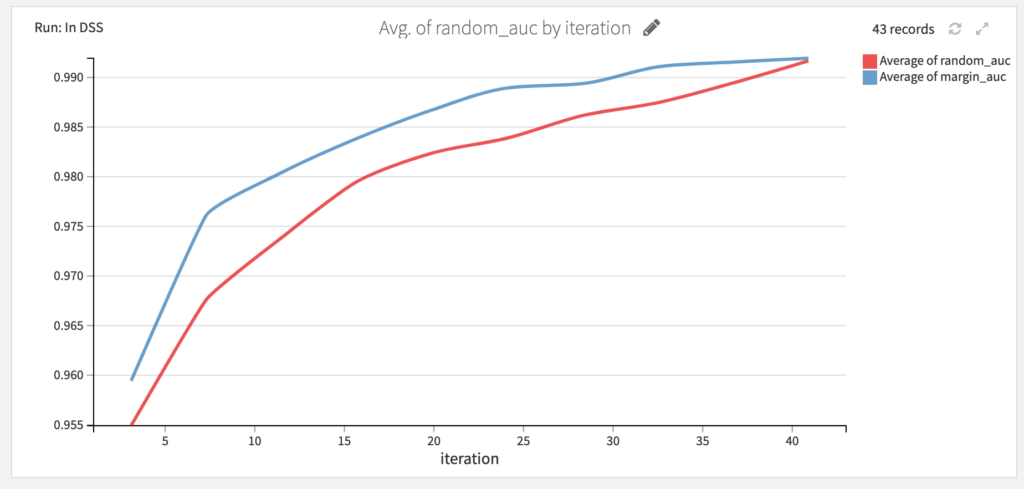 Run: In DSS
Avg. of random_auc by iteration
43 records
Average of random_auc
Average of margin_auc
0.990
0.985
0.980
0.975
0.970
0.965
0.960
0.955
5 10 15 20 25 30 35 40
iteration